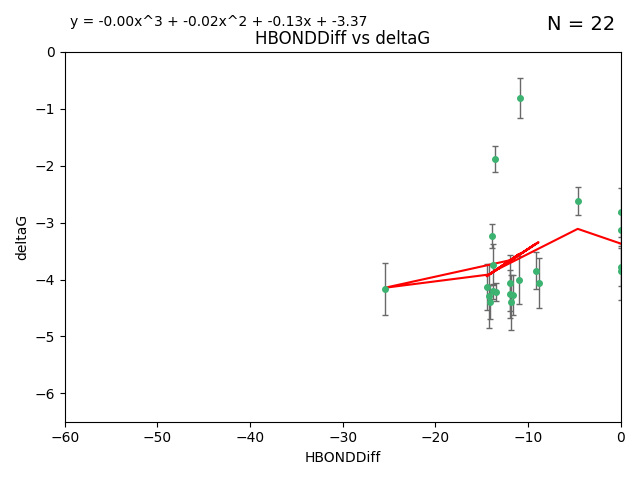 y = -0.00x^3 + -0.02x^2 + -0.13x + -3.37
N = 22
HBONDDiff vs deltaG
0
−1
−2
−3
−4
−5
−6
deltaG
−60 −50 −40 −30 −20 −10 0
HBONDDiff